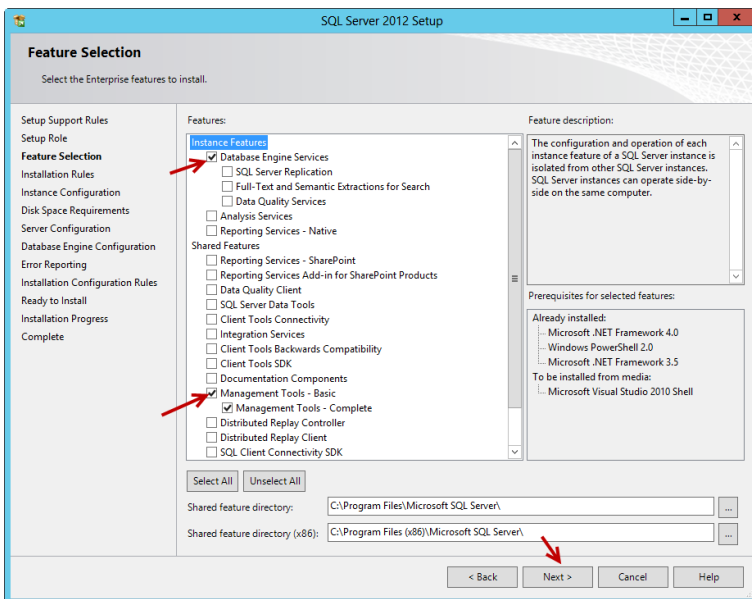 SQL Server 2012 Setup
Feature Selection
Select the Enterprise features to install.
Setup Support Rules
Setup Role
Feature Selection
Installation Rules
Instance Configuration
Disk Space Requirements
Server Configuration
Database Engine Configuration
Error Reporting
Installation Configuration Rules
Ready to Install
Installation Progress
Complete
Features:
Instance Features
Database Engine Services
SQL Server Replication
Full-Text and Semantic Extractions for Search
Data Quality Services
Analysis Services
Reporting Services - Native
Shared Features
Reporting Services - SharePoint
Reporting Services Add-in for SharePoint Products
Data Quality Client
SQL Server Data Tools
Client Tools Connectivity
Integration Services
Client Tools Backwards Compatibility
Client Tools SDK
Documentation Components
Management Tools - Basic
Management Tools - Complete
Distributed Replay Controller
Distributed Replay Client
SQL Client Connectivity SDK
Feature description:
The configuration and operation of each
instance feature of a SQL Server instance is
isolated from other SQL Server instances.
SQL Server instances can operate side-by-
side on the same computer.
Prerequisites for selected features:
Already installed:
Microsoft .NET Framework 4.0
Windows PowerShell 2.0
Microsoft .NET Framework 3.5
To be installed from media:
Microsoft Visual Studio 2010 Shell
Select All
Unselect All
Shared feature directory:
C:\Program Files\Microsoft SQL Server\
...
Shared feature directory (x86):
C:\Program Files (x86)\Microsoft SQL Server\
...
< Back
Next >
Cancel
Help